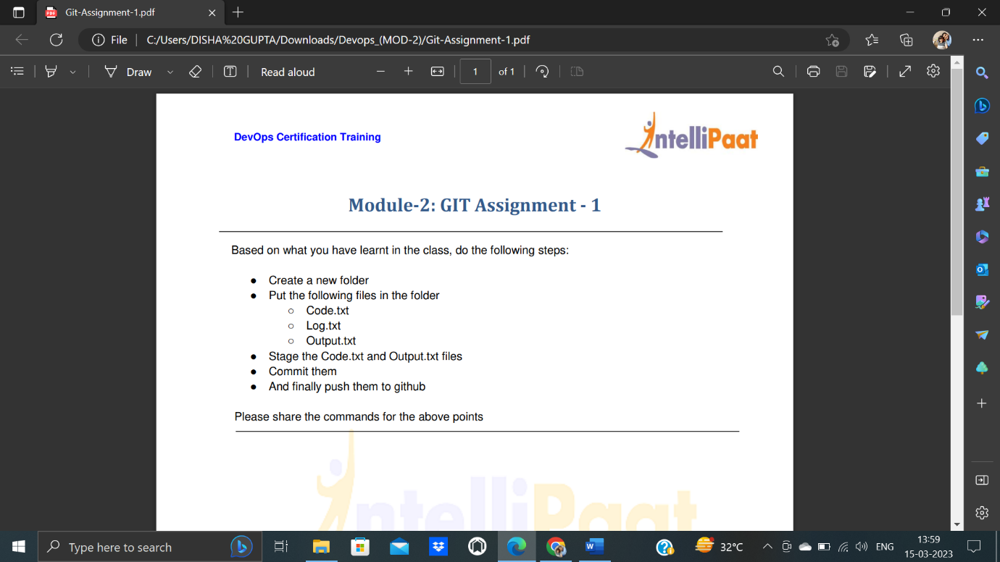 Git-Assignment-1.pdf
File
C:/Users/DISHA%20GUPTA/Downloads/Devops_(MOD-2)/Git-Assignment-1.pdf
Draw
Read aloud
1
of 1
DevOps Certification Training
IntelliPaat
Module-2: GIT Assignment - 1
Based on what you have learnt in the class, do the following steps:
● Create a new folder
● Put the following files in the folder
○ Code.txt
○ Log.txt
○ Output.txt
● Stage the Code.txt and Output.txt files
● Commit them
● And finally push them to github
Please share the commands for the above points
IntelliPaat
Type here to search
32°C
ENG
13:59
15-03-2023